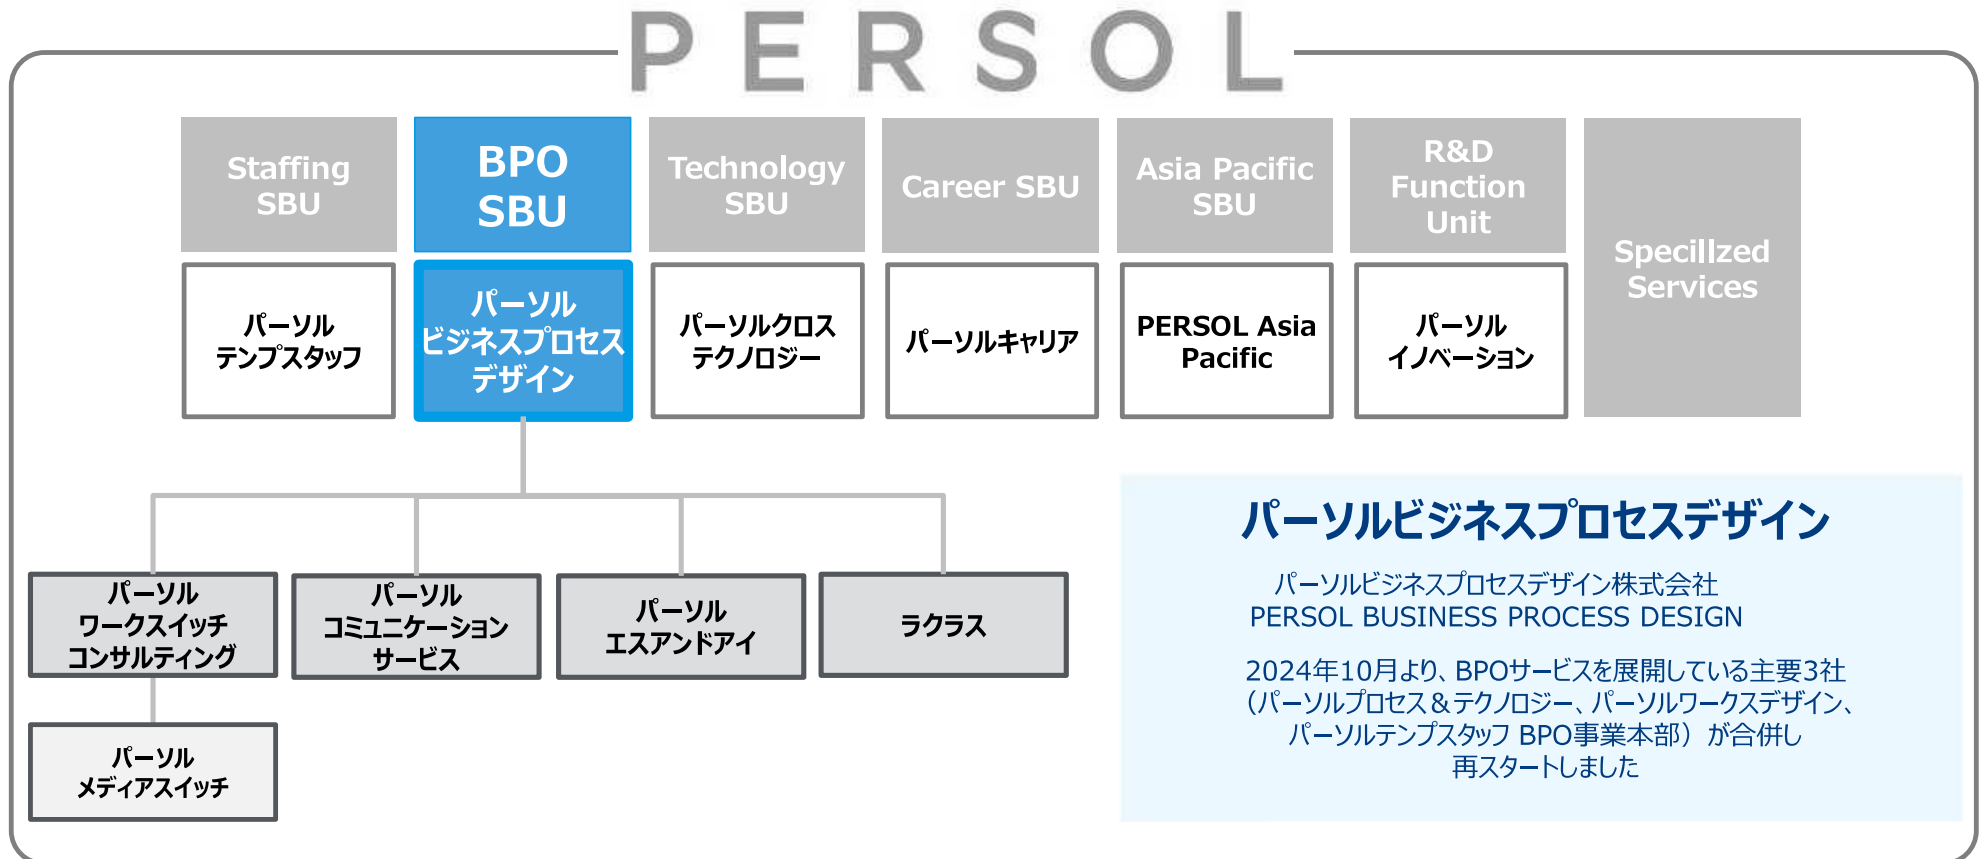 PERSOL
Staffing
SBU
BPO
SBU
Technology
SBU
Career SBU
Asia Pacific
SBU
R&D
Function
Unit
Specillzed
Services
パーソル
テンプスタッフ
パーソル
ビジネスプロセス
デザイン
パーソルクロス
テクノロジー
パーソルキャリア
PERSOL Asia
Pacific
パーソル
イノベーション
パーソル
ワークスイッチ
コンサルティング
パーソル
コミュニケーション
サービス
パーソル
エスアンドアイ
ラクラス
パーソル
メディアスイッチ
パーソルビジネスプロセスデザイン
パーソルビジネスプロセスデザイン株式会社
PERSOL BUSINESS PROCESS DESIGN
2024年10月より、BPOサービスを展開している主要3社
（パーソルプロセス＆テクノロジー、パーソルワークスデザイン、
パーソルテンプスタッフ BPO事業本部）が合併し
再スタートしました